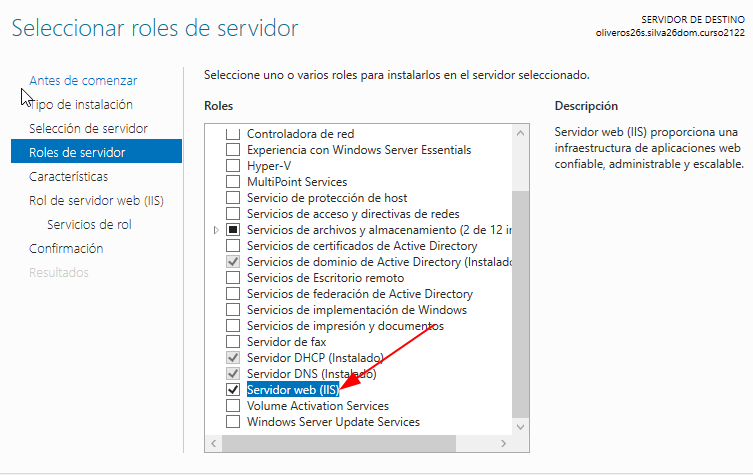 Seleccionar roles de servidor
SERVIDOR DE DESTINO
oliveros26s.silva26dom.curso2122
Antes de comenzar
Tipo de instalación
Selección de servidor
Roles de servidor
Características
Rol de servidor web (IIS)
Servicios de rol
Confirmación
Resultados
Seleccione uno o varios roles para instalarlos en el servidor seleccionado.
Roles
Controladora de red
Experiencia con Windows Server Essentials
Hyper-V
MultiPoint Services
Servicio de protección de host
Servicios de acceso y directivas de redes
Servicios de archivos y almacenamiento (2 de 12 in
Servicios de certificados de Active Directory
Servicios de dominio de Active Directory (Instalado
Servicios de Escritorio remoto
Servicios de federación de Active Directory
Servicios de implementación de Windows
Servicios de impresión y documentos
Servidor de fax
Servidor DHCP (Instalado)
Servidor DNS (Instalado)
Servidor web (IIS)
Volume Activation Services
Windows Server Update Services
Descripción
Servidor web (IIS) proporciona una
infraestructura de aplicaciones web
confiable, administrable y escalable.